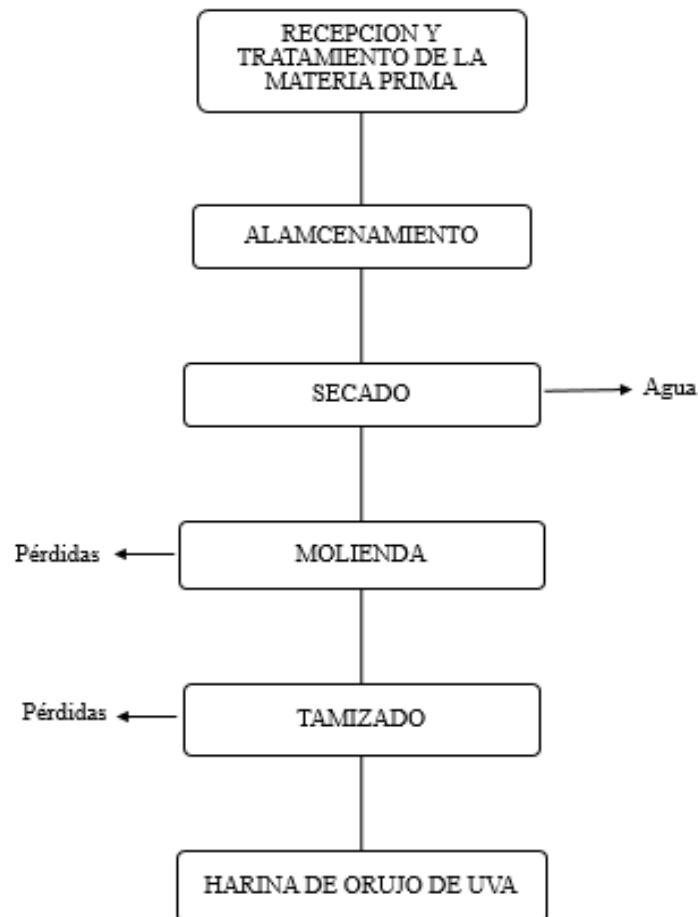 RECEPCION Y
TRATAMIENTO DE LA
MATERIA PRIMA
ALAMCENAMIENTO
SECADO
Agua
Pérdidas
MOLIENDA
Pérdidas
TAMIZADO
HARINA DE ORUJO DE UVA